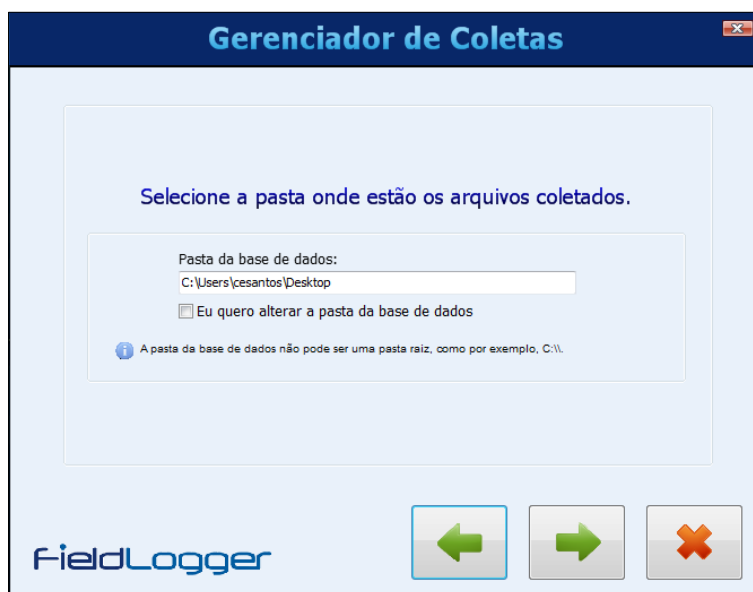 Gerenciador de Coletas
Selecione a pasta onde estão os arquivos coletados.
Pasta da base de dados:
C:\Users\cesantos\Desktop
Eu quero alterar a pasta da base de dados
A pasta da base de dados não pode ser uma pasta raiz, como por exemplo, C:\\.
FieldLogger